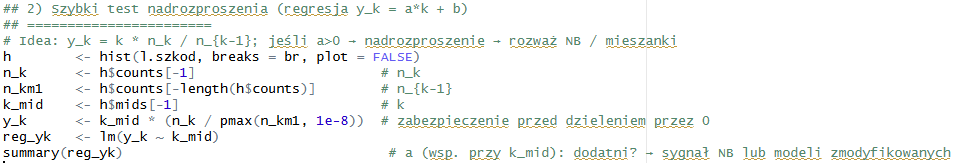 ## 2) Szybki test nadrozproszenia (regresja y_k = a*k + b)
## =======================
# Idea: y_k = k * n_k / n_{k-1}; jeśli a>0 → nadrozproszenie → rozważ NB / mieszanki
h <- hist(l.szkod, breaks = br, plot = FALSE)
n_k <- h$counts[-1] # n_k
n_km1 <- h$counts[-length(h$counts)] # n_{k-1}
k_mid <- h$mids[-1] # k
y_k <- k_mid * (n_k / pmax(n_km1, 1e-8)) # zabezpieczenie przed dzieleniem przez 0
reg_yk <- lm(y_k ~ k_mid)
summary(reg_yk) # a (wsp. przy k_mid): dodatni? → sygnał NB lub modeli zmodyfikowanych